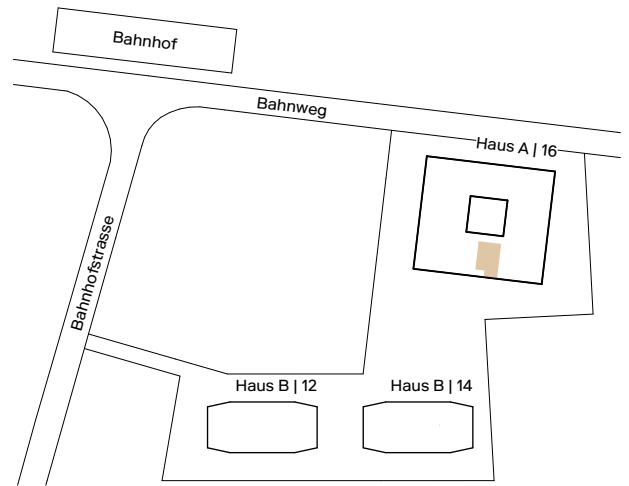 Bahnhof
Bahnweg
Haus A | 16
Bahnhofstrasse
Haus B | 12
Haus B | 14